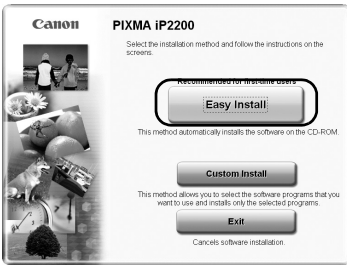 Canon
PIXMA iP2200
Select the installation method and follow the instructions on the
screens.
Recommended for first-time users
Easy Install
This method automatically installs the software on the CD-ROM.
Custom Install
This method allows you to select the software programs that you
want to use and installs only the selected programs.
Exit
Cancels software installation.